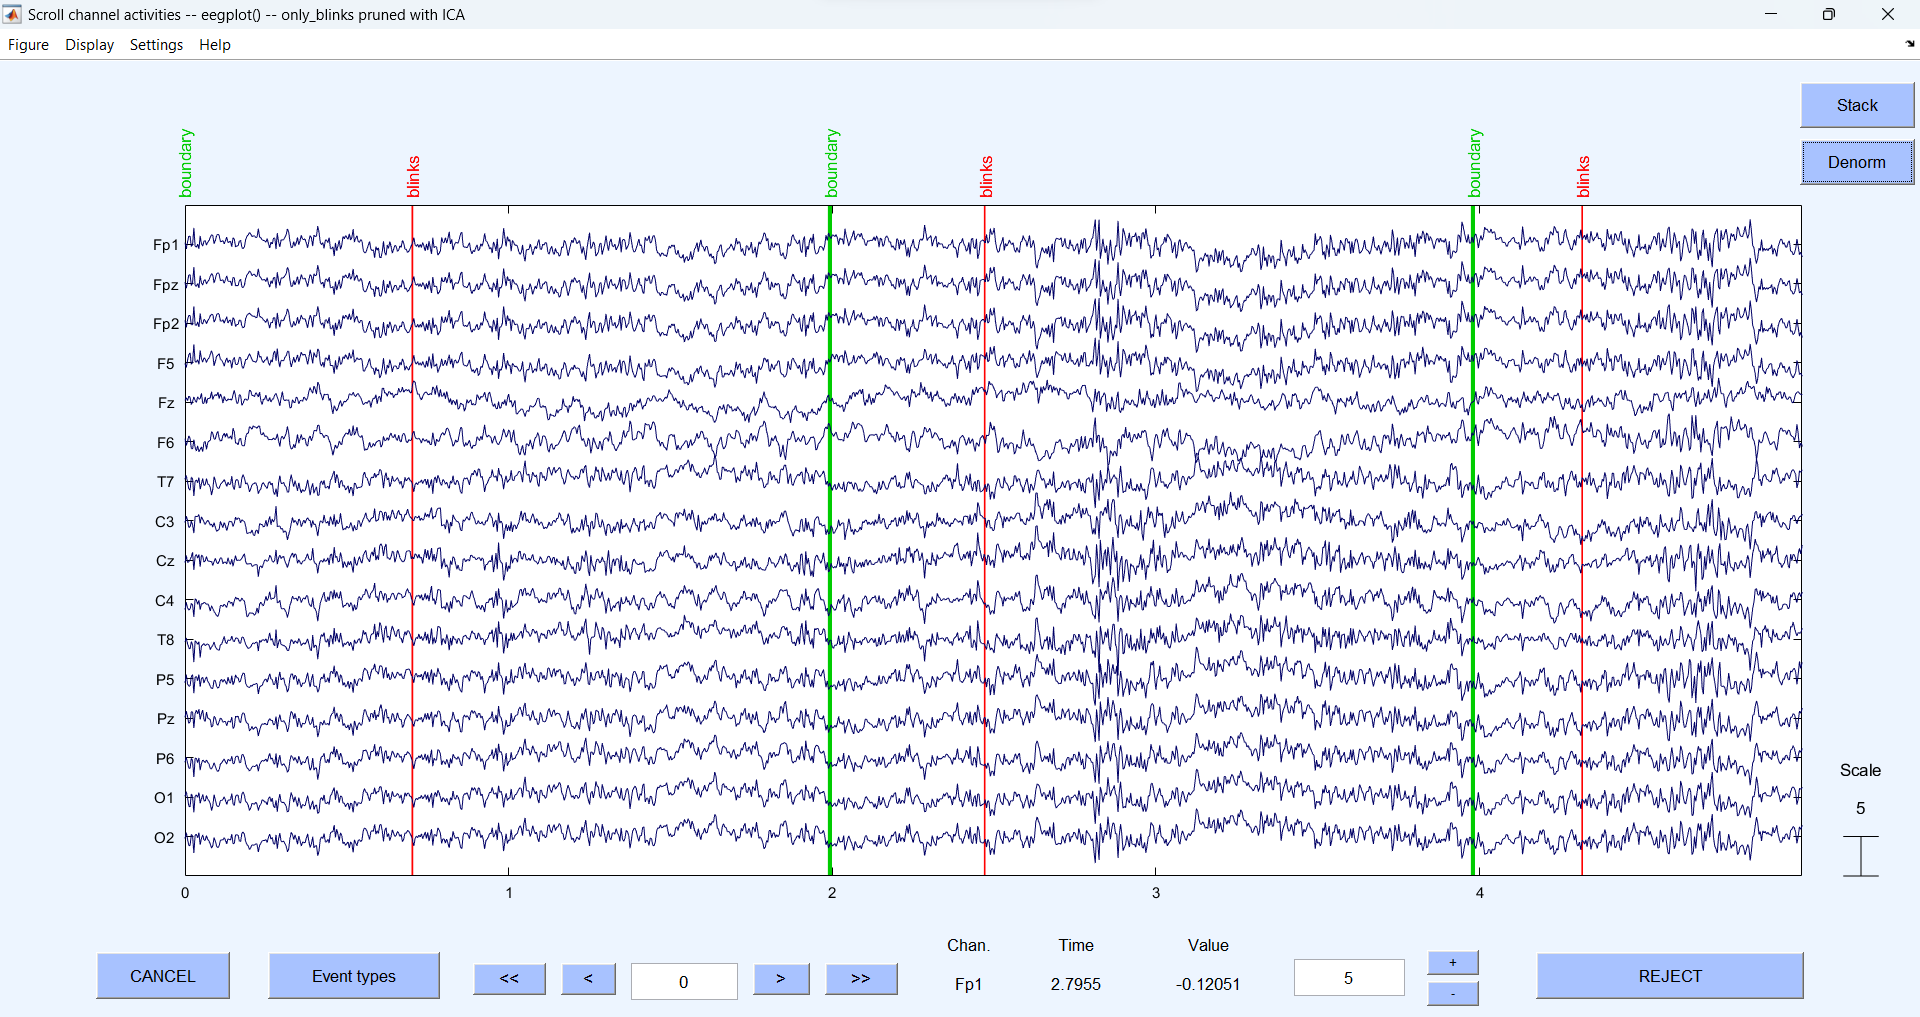 Scroll channel activities -- eegplot() -- only_blinks pruned with ICA
Figure Display Settings Help
Stack
Denorm
boundary
blinks
boundary
blinks
boundary
blinks
Fp1
Fpz
Fp2
F5
Fz
F6
T7
C3
Cz
C4
T8
P5
Pz
P6
O1
O2
0 1 2 3 4
Scale
5
Chan. Time Value
Fp1 2.7955 -0.12051
CANCEL Event types << < 0 > >> 5 + - REJECT